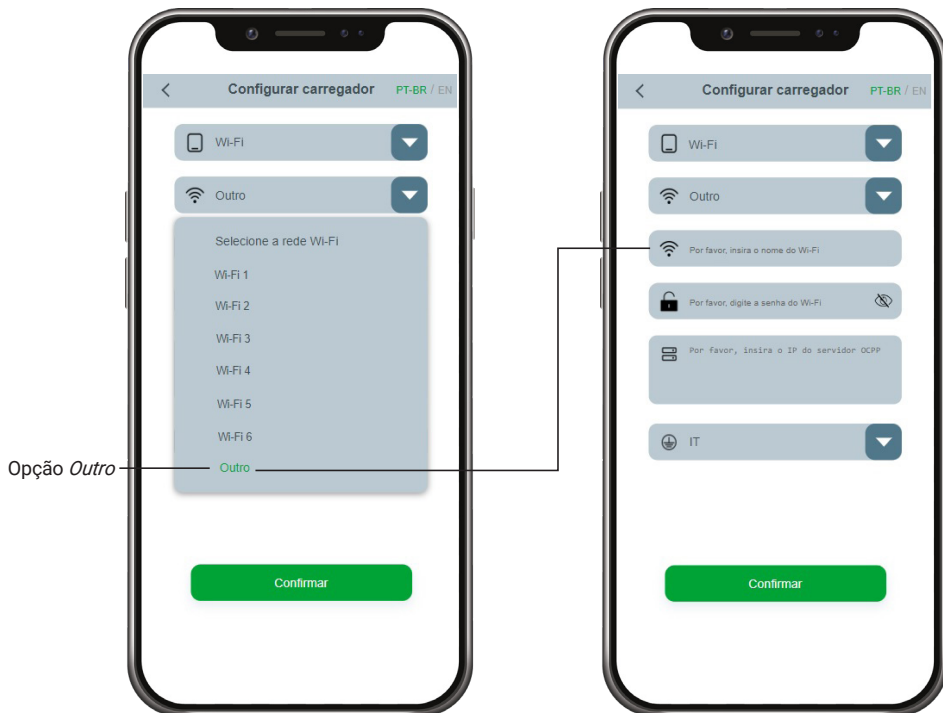 Configurar carregador PT-BR / EN
Wi-Fi
Outro
Selecione a rede Wi-Fi
Wi-Fi 1
Wi-Fi 2
Wi-Fi 3
Wi-Fi 4
Wi-Fi 5
Wi-Fi 6
Outro
Opção Outro
Confirmar
Configurar carregador PT-BR / EN
Wi-Fi
Outro
Por favor, insira o nome do Wi-Fi
Por favor, digite a senha do Wi-Fi
Por favor, insira o IP do servidor OCPP
IT
Confirmar